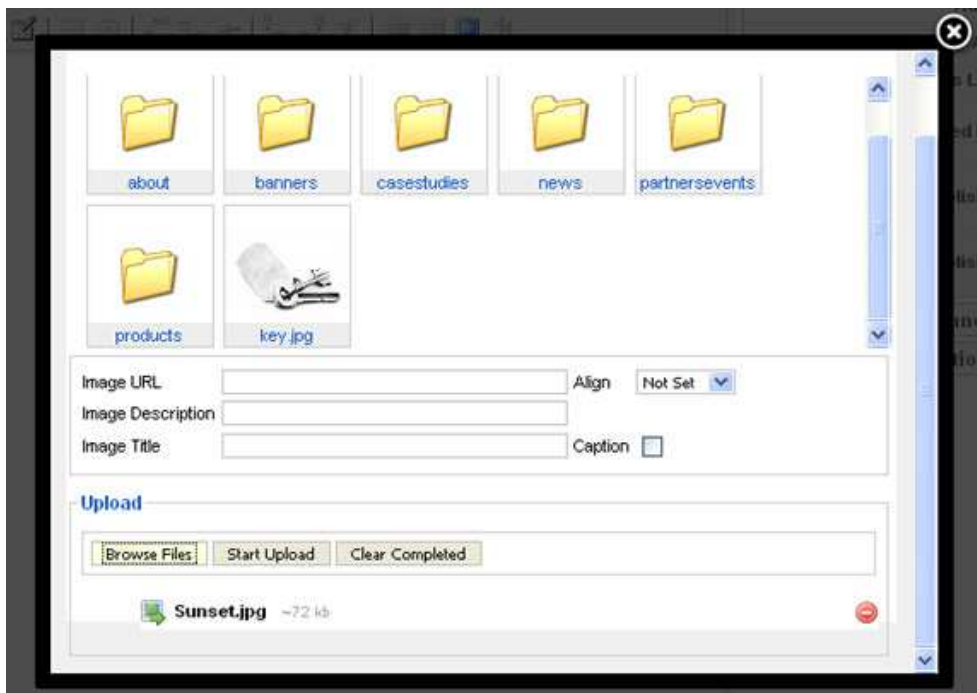 about banners casestudies news partnersevents
products key.jpg
Image URL Align Not Set
Image Description
Image Title Caption
Upload
Browse Files Start Upload Clear Completed
Sunset.jpg ~72 kb